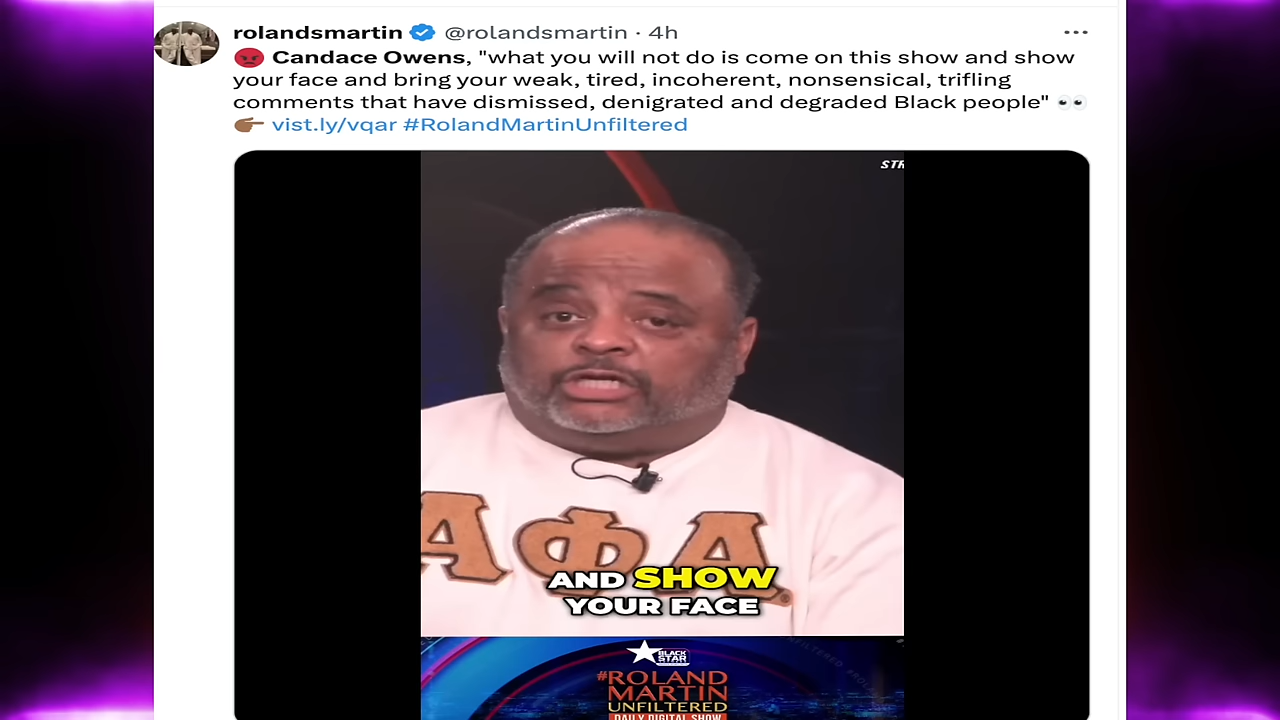 rolandsmartin @rolandsmartin · 4h
😡 Candace Owens, "what you will not do is come on this show and show
your face and bring your weak, tired, incoherent, nonsensical, trifling
comments that have dismissed, denigrated and degraded Black people" 👀
👉🏾 vist.ly/vqar #RolandMartinUnfiltered
STR
ΑΦΑ
AND SHOW
YOUR FACE
BLACK
STAR
#ROLAND
MARTIN
UNFILTERED
DAILY DIGITAL SHOW